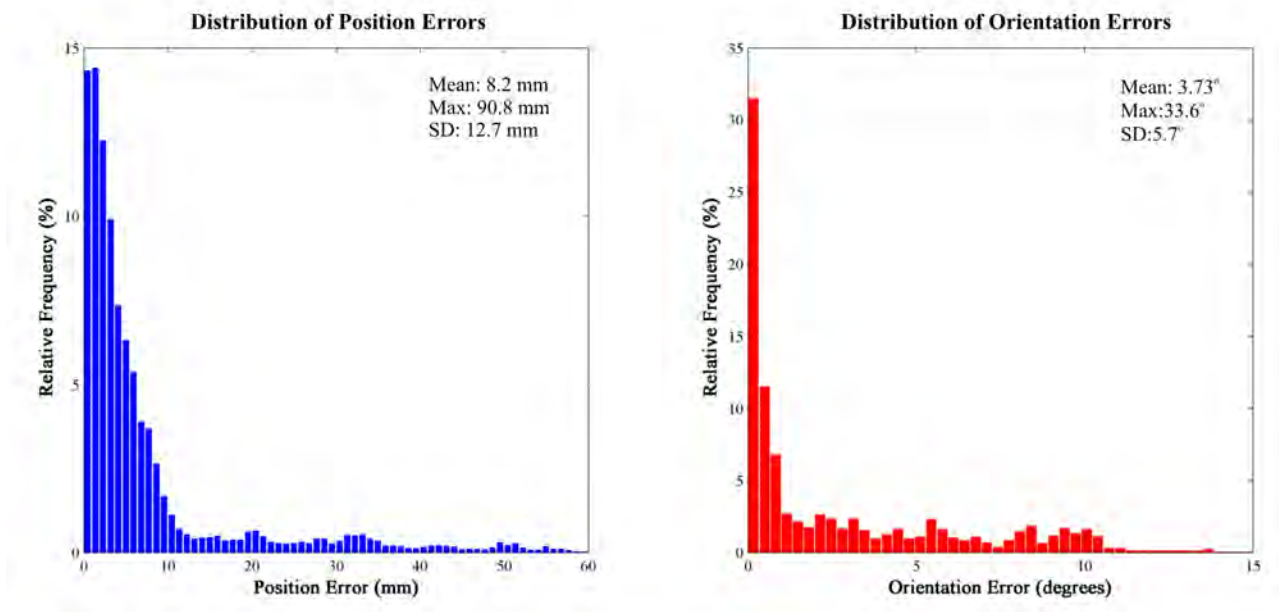 Distribution of Position Errors
15
10
5
0
0 10 20 30 40 50 60
Relative Frequency (%)
Position Error (mm)
Mean: 8.2 mm
Max: 90.8 mm
SD: 12.7 mm
Distribution of Orientation Errors
35
30
25
20
15
10
5
0
0 5 10 15
Relative Frequency (%)
Orientation Error (degrees)
Mean: 3.73°
Max:33.6°
SD:5.7°